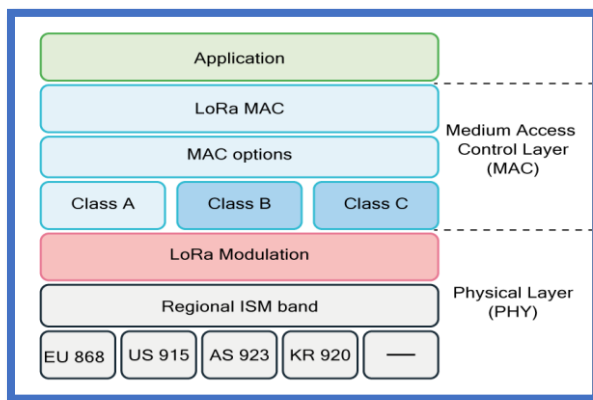 Application
LoRa MAC
MAC options
Class A
Class B
Class C
Medium Access
Control Layer
(MAC)
LoRa Modulation
Regional ISM band
EU 868
US 915
AS 923
KR 920
—
Physical Layer
(PHY)